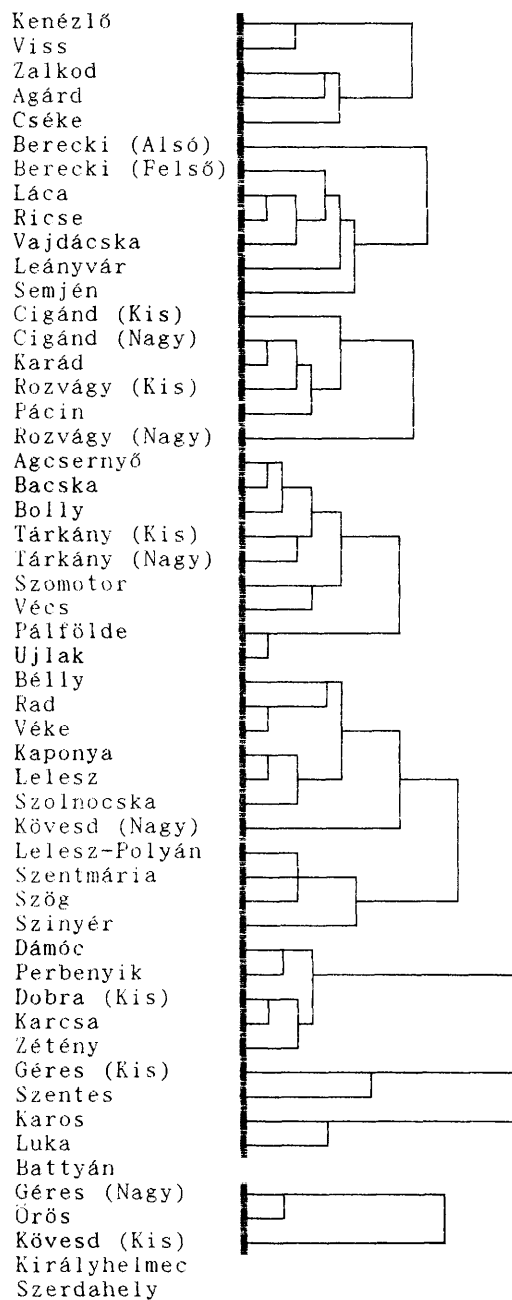 Kenézlő
Viss
Zalkod
Agárd
Cséke
Berecki (Alsó)
Berecki (Felső)
Láca
Ricse
Vajdácska
Leányvár
Semjén
Cigánd (Kis)
Cigánd (Nagy)
Karád
Rozvágy (Kis)
Pácin
Rozvágy (Nagy)
Agcsernyő
Bacska
Bolly
Tárkány (Kis)
Tárkány (Nagy)
Szomotor
Vécs
Pálfölde
Ujlak
Bélly
Rad
Véke
Kaponya
Lelesz
Szolnocska
Kövesd (Nagy)
Lelesz-Polyán
Szentmária
Szög
Szinyér
Dámóc
Perbenyik
Dobra (Kis)
Karcsa
Zétény
Géres (Kis)
Szentes
Karos
Luka
Battyán
Géres (Nagy)
Örös
Kövesd (Kis)
Királyhelmec
Szerdahely